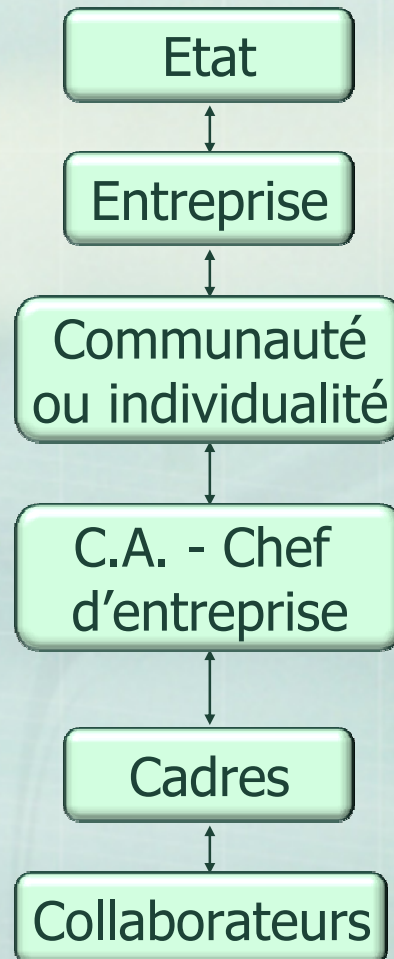 Etat
Entreprise
Communauté
ou individualité
C.A. - Chef
d'entreprise
Cadres
Collaborateurs